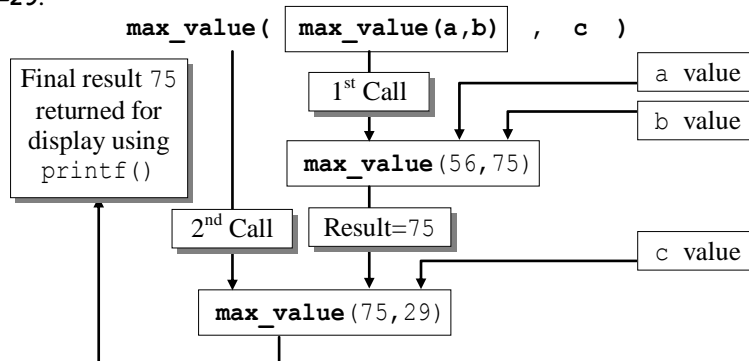 –29.
max_value( max_value(a,b) , c )
Final result 75
returned for
display using
printf()
1st Call
a value
b value
max_value(56,75)
2nd Call
Result=75
c value
max_value(75,29)